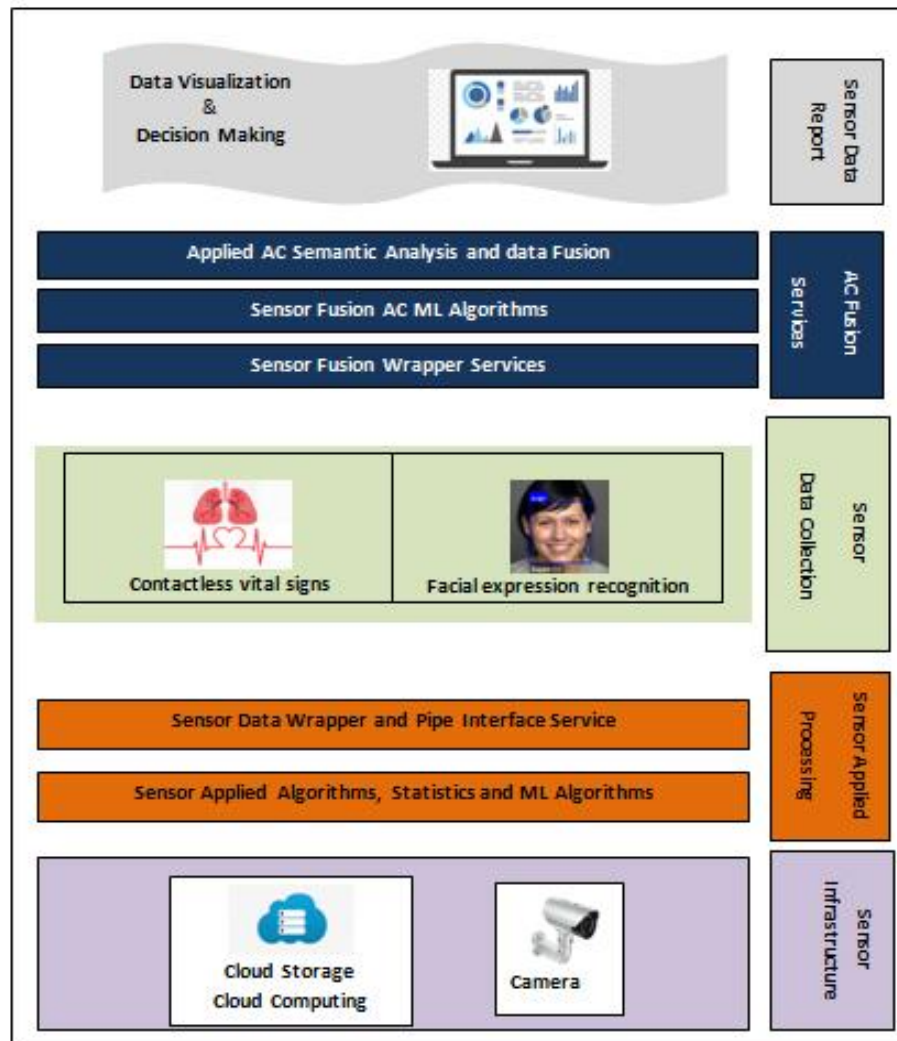 Data Visualization
&
Decision Making
Sensor Data
Report
Applied AC Semantic Analysis and data Fusion
Sensor Fusion AC ML Algorithms
Sensor Fusion Wrapper Services
AC Fusion
Services
Contactless vital signs
Facial expression recognition
Sensor
Data Collection
Sensor Data Wrapper and Pipe Interface Service
Sensor Applied Algorithms, Statistics and ML Algorithms
Sensor Applied
Processing
Cloud Storage
Cloud Computing
Camera
Sensor
Infrastructure